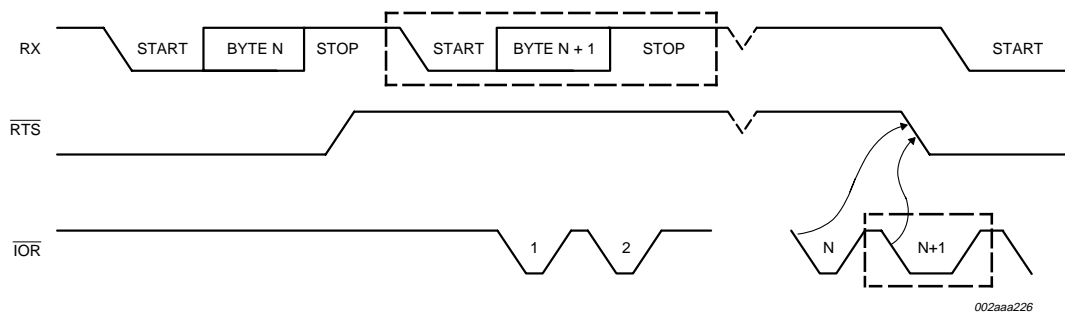 RX START BYTE N STOP START BYTE N + 1 STOP START
RTS
IOR 1 2 N N+1
002aaa226